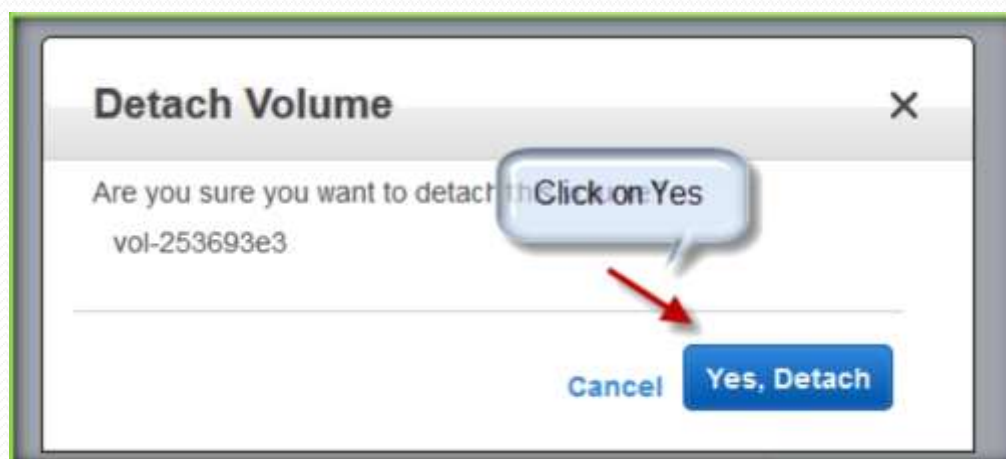 Detach Volume
Are you sure you want to detach
Click on Yes
vol-253693e3
Cancel
Yes, Detach